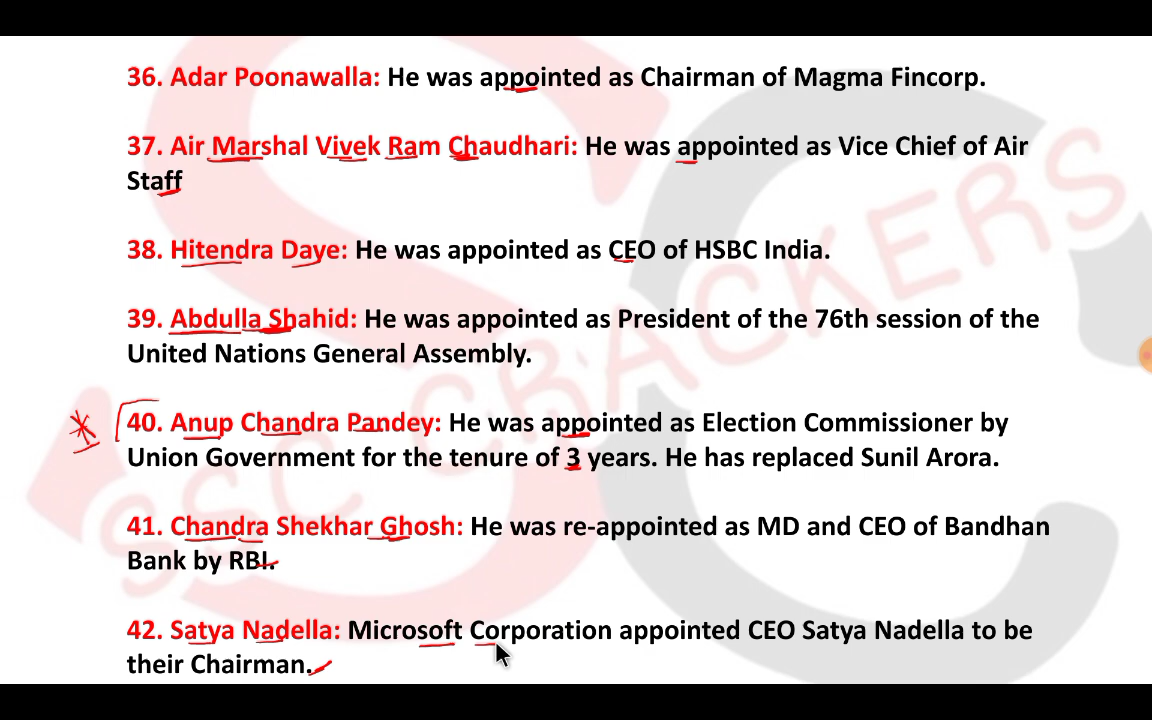 36. Adar Poonawalla: He was appointed as Chairman of Magma Fincorp.
37. Air Marshal Vivek Ram Chaudhari: He was appointed as Vice Chief of Air
Staff
38. Hitendra Daye: He was appointed as CEO of HSBC India.
39. Abdulla Shahid: He was appointed as President of the 76th session of the
United Nations General Assembly.
40. Anup Chandra Pandey: He was appointed as Election Commissioner by
Union Government for the tenure of 3 years. He has replaced Sunil Arora.
41. Chandra Shekhar Ghosh: He was re-appointed as MD and CEO of Bandhan
Bank by RBI.
42. Satya Nadella: Microsoft Corporation appointed CEO Satya Nadella to be
their Chairman.
SSC CRACKERS